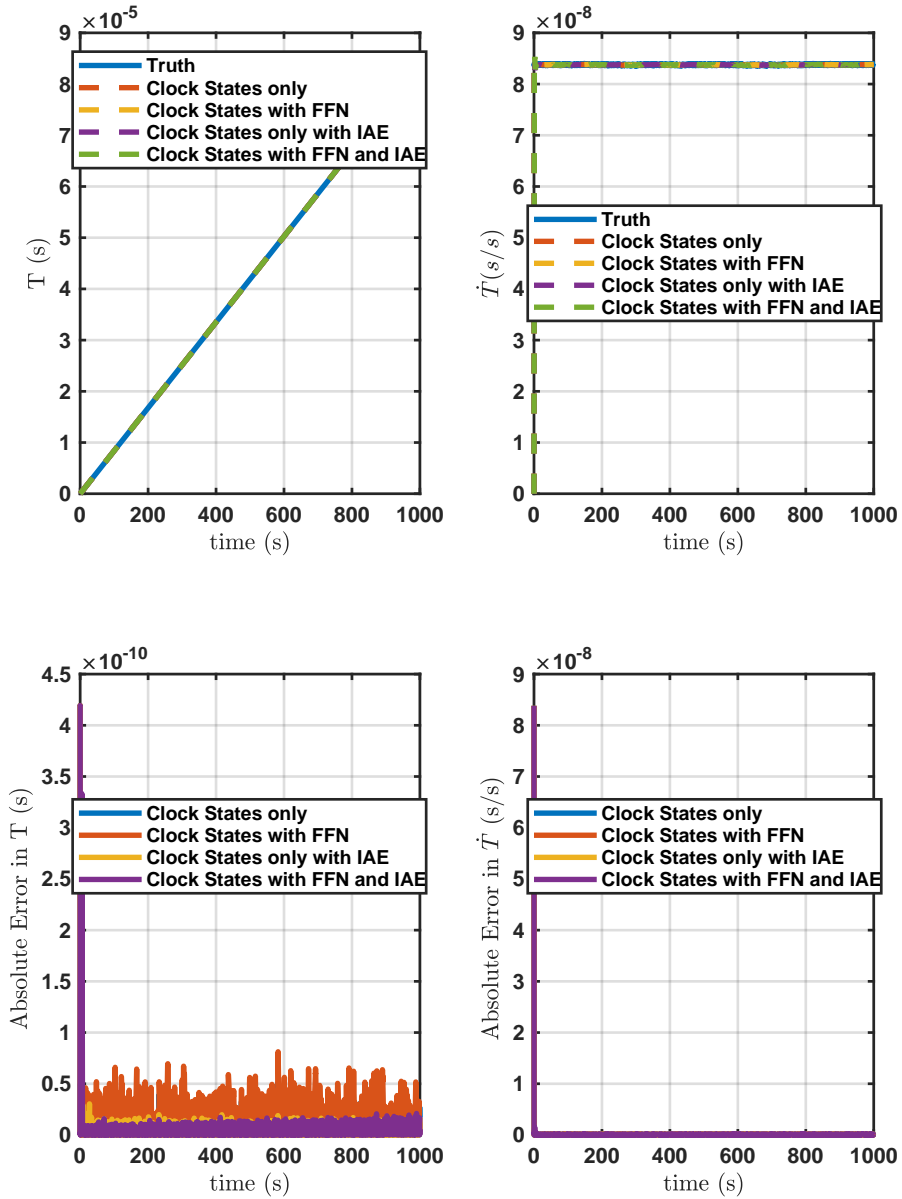 ×10-5
9
8
7
6
5
4
3
2
1
0
T (s)
Truth
Clock States only
Clock States with FFN
Clock States only with IAE
Clock States with FFN and IAE
0 200 400 600 800 1000
time (s)
×10-8
9
8
7
6
5
4
3
2
1
0
Ṫ(s/s)
Truth
Clock States only
Clock States with FFN
Clock States only with IAE
Clock States with FFN and IAE
0 200 400 600 800 1000
time (s)
×10-10
4.5
4
3.5
3
2.5
2
1.5
1
0.5
0
Absolute Error in T (s)
Clock States only
Clock States with FFN
Clock States only with IAE
Clock States with FFN and IAE
0 200 400 600 800 1000
time (s)
×10-8
9
8
7
6
5
4
3
2
1
0
Absolute Error in Ṫ (s/s)
Clock States only
Clock States with FFN
Clock States only with IAE
Clock States with FFN and IAE
0 200 400 600 800 1000
time (s)